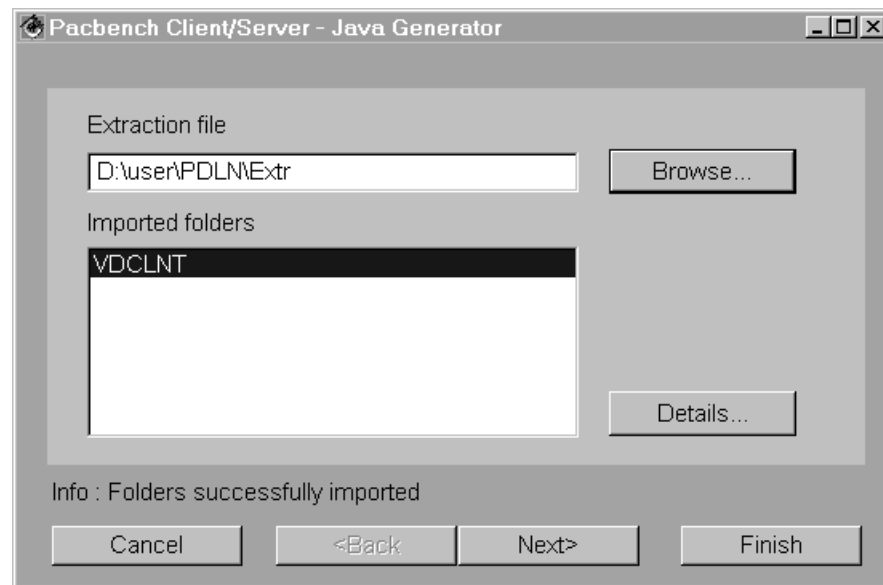 Pacbench Client/Server - Java Generator
Extraction file
D:\user\PDLN\Extr
Browse...
Imported folders
VDCLNT
Details...
Info : Folders successfully imported
Cancel <Back Next> Finish